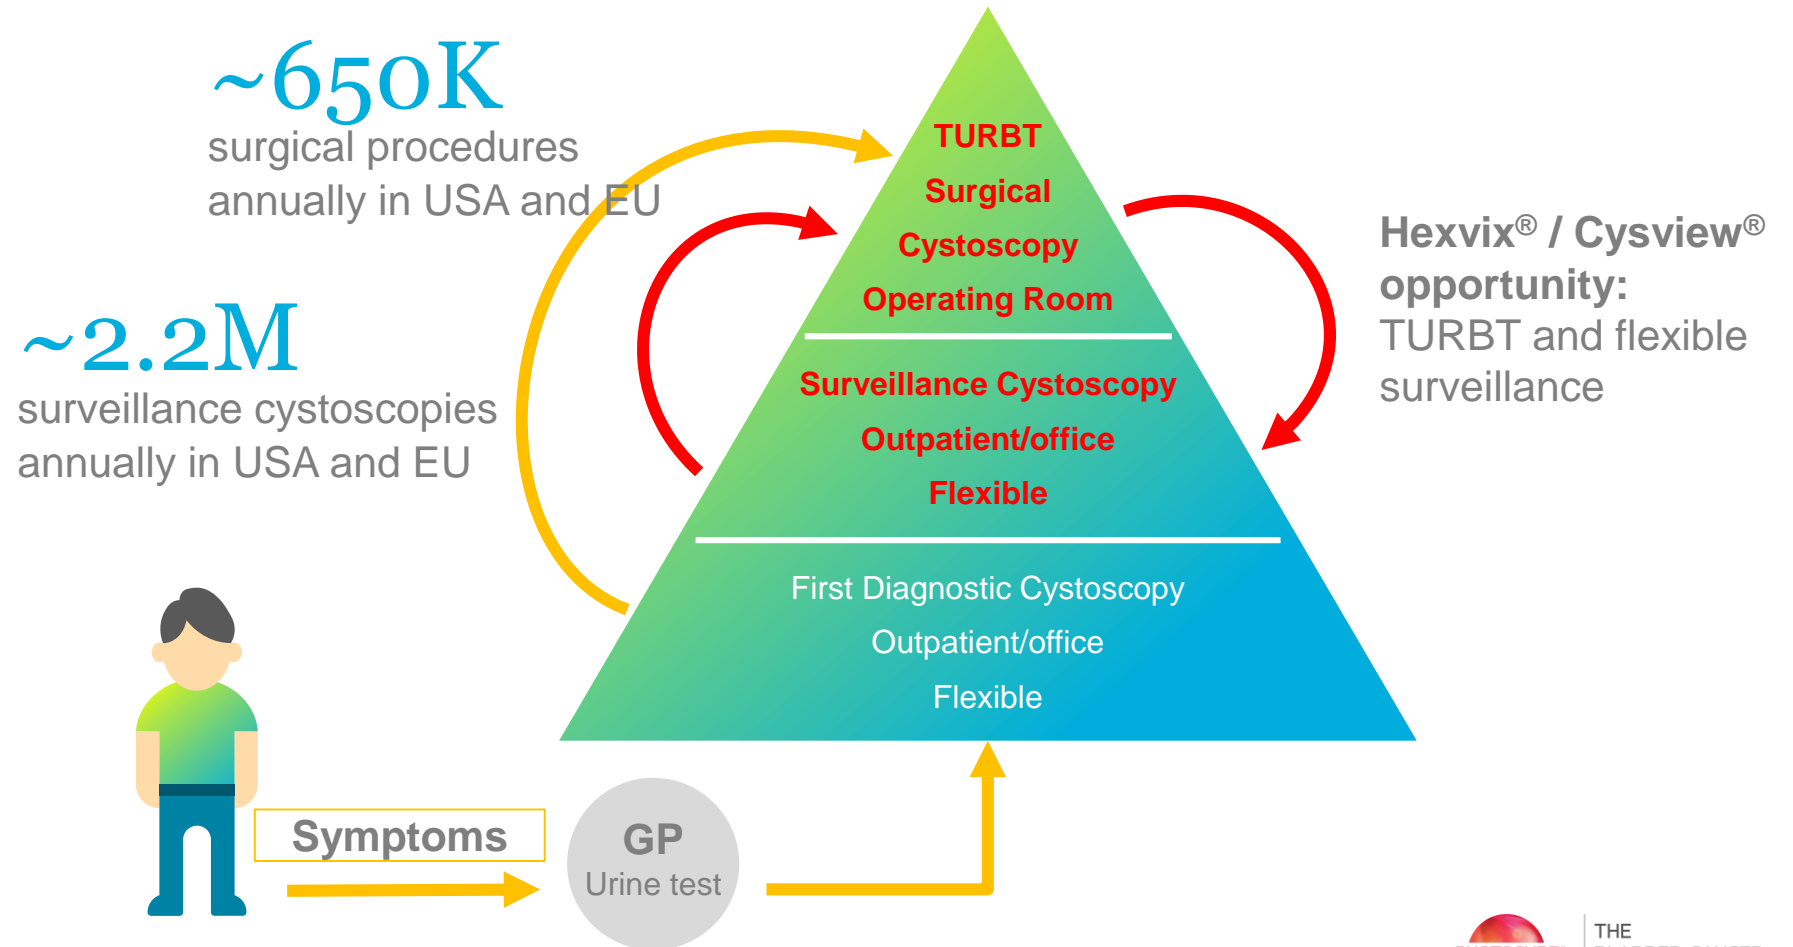 ~650K
surgical procedures
annually in USA and EU
~2.2M
surveillance cystoscopies
annually in USA and EU
TURBT
Surgical
Cystoscopy
Operating Room
Surveillance Cystoscopy
Outpatient/office
Flexible
First Diagnostic Cystoscopy
Outpatient/office
Flexible
Hexvix® / Cysview®
opportunity:
TURBT and flexible
surveillance
Symptoms
GP
Urine test
THE